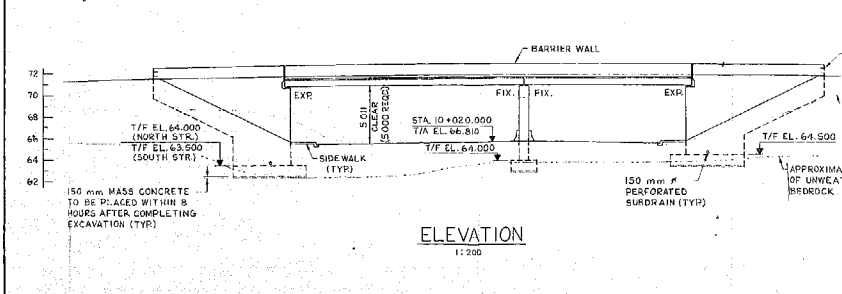 BARRIER WALL
72
70
68
66
64
62
EXP.
FIX.
FIX.
EXP.
5.011
CLEAR
(5.000 REQD)
STA. 10+020.000
T/A EL. 66.810
T/F EL. 64.000
(NORTH STR.)
T/F EL. 63.500
(SOUTH STR.)
T/F EL. 64.000
T/F EL. 64.500
SIDEWALK
(TYP.)
150 mm MASS CONCRETE
TO BE PLACED WITHIN 8
HOURS AFTER COMPLETING
EXCAVATION (TYP.)
150 mm ø
PERFORATED
SUBDRAIN (TYP.)
APPROXIMA
OF UNWEAT
BEDROCK.
ELEVATION
1:200